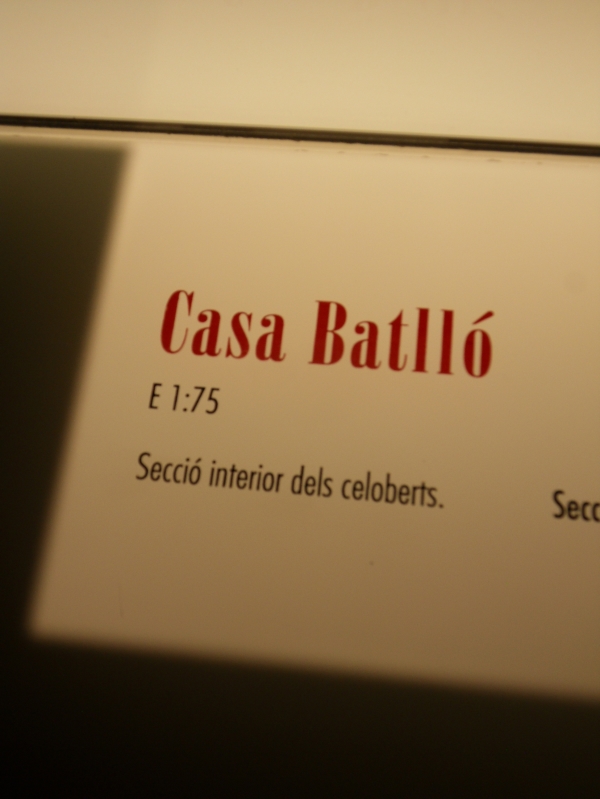 Casa Batlló
E 1:75
Secció interior dels celoberts.